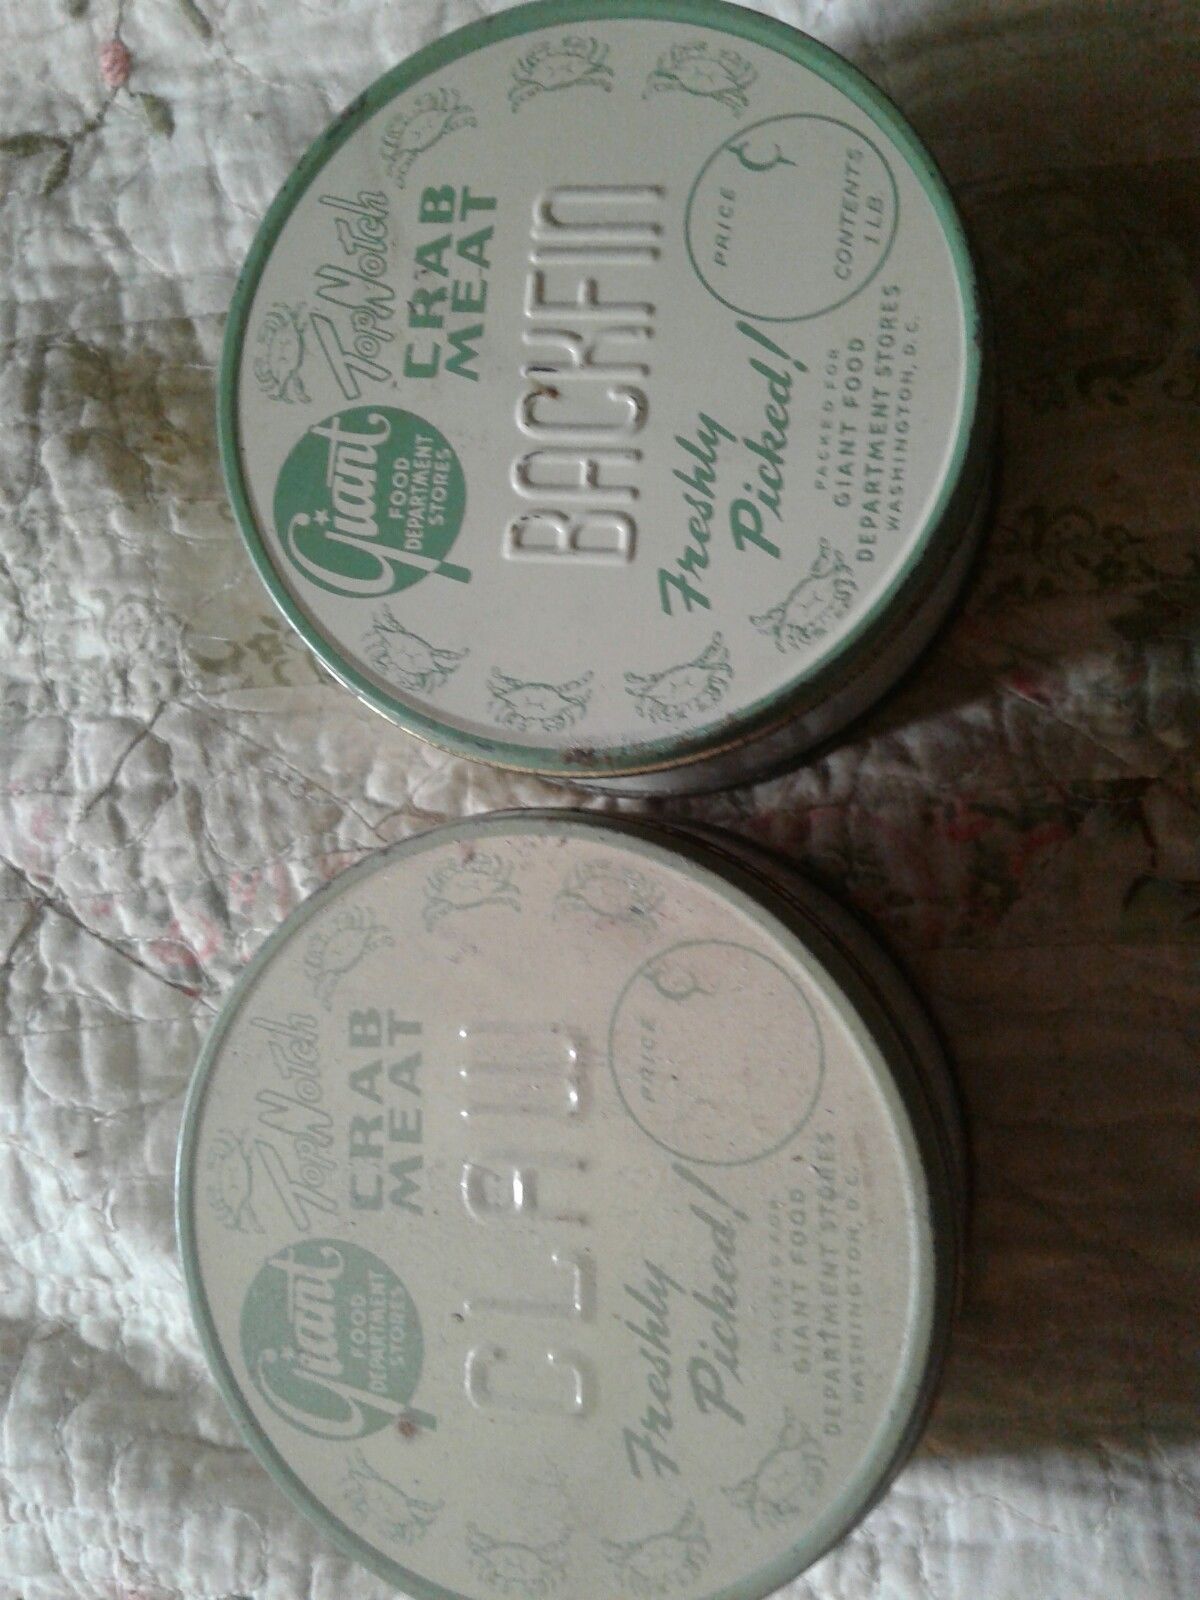 TOPNOTCH
CRAB
MEAT
Giant
FOOD
DEPARTMENT
STORES
BACKFIN
Freshly
Picked!
PRICE
¢
CONTENTS
1 LB.
PACKED FOR
GIANT FOOD
DEPARTMENT STORES
WASHINGTON, D.C.
TOPNOTCH
CRAB
MEAT
Giant
FOOD
DEPARTMENT
STORES
CLAW
Freshly
Picked!
PRICE
¢
PACKED FOR
GIANT FOOD
DEPARTMENT STORES
WASHINGTON, D.C.